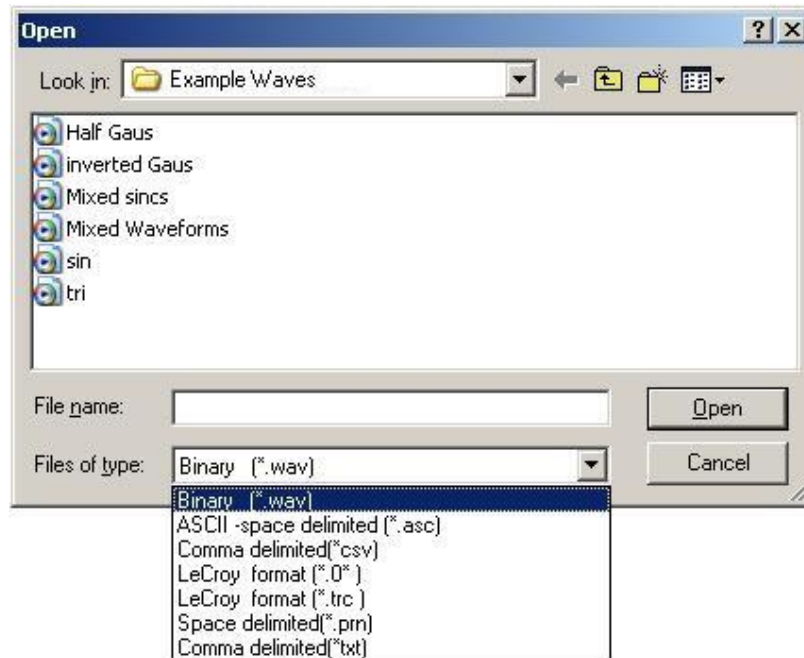 Open
Look in: Example Waves
Half Gaus
inverted Gaus
Mixed sincs
Mixed Waveforms
sin
tri
File name: Open
Files of type: Binary (*.wav) Cancel
Binary (*.wav)
ASCII -space delimited (*.asc)
Comma delimited(*csv)
LeCroy format (*.0* )
LeCroy format (*.trc )
Space delimited(*.prn)
Comma delimited(*txt)